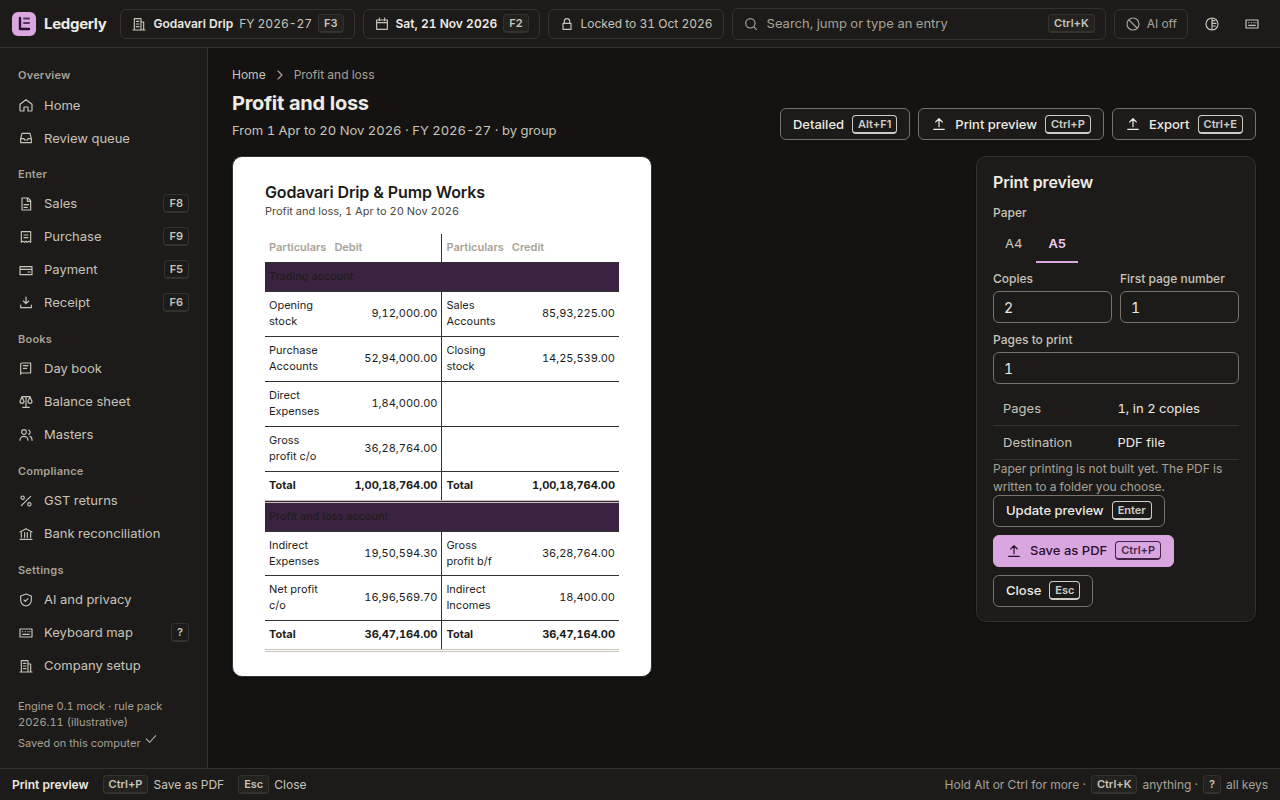 Ledgerly
Godavari Drip FY 2026-27 F3
Sat, 21 Nov 2026 F2
Locked to 31 Oct 2026
Search, jump or type an entry Ctrl+K
AI off
Overview
Home
Review queue
Enter
Sales F8
Purchase F9
Payment F5
Receipt F6
Books
Day book
Balance sheet
Masters
Compliance
GST returns
Bank reconciliation
Settings
AI and privacy
Keyboard map ?
Company setup
Engine 0.1 mock · rule pack
2026.11 (illustrative)
Saved on this computer
Home Profit and loss
Profit and loss
From 1 Apr to 20 Nov 2026 · FY 2026-27 · by group
Detailed Alt+F1
Print preview Ctrl+P
Export Ctrl+E
Godavari Drip & Pump Works
Profit and loss, 1 Apr to 20 Nov 2026
Particulars Debit Particulars Credit
Trading account
Opening stock 9,12,000.00 Sales Accounts 85,93,225.00
Purchase Accounts 52,94,000.00 Closing stock 14,25,539.00
Direct Expenses 1,84,000.00
Gross profit c/o 36,28,764.00
Total 1,00,18,764.00 Total 1,00,18,764.00
Profit and loss account
Indirect Expenses 19,50,594.30 Gross profit b/f 36,28,764.00
Net profit c/o 16,96,569.70 Indirect Incomes 18,400.00
Total 36,47,164.00 Total 36,47,164.00
Print preview
Paper
A4 A5
Copies First page number
2 1
Pages to print
1
Pages 1, in 2 copies
Destination PDF file
Paper printing is not built yet. The PDF is
written to a folder you choose.
Update preview Enter
Save as PDF Ctrl+P
Close Esc
Print preview Ctrl+P Save as PDF Esc Close
Hold Alt or Ctrl for more · Ctrl+K anything · ? all keys